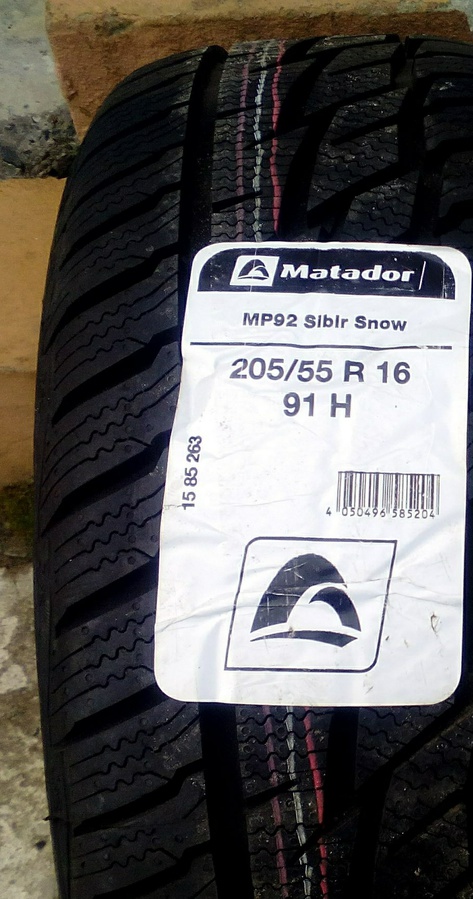 Matador
MP92 Sibir Snow
205/55 R 16
91 H
15 85 263
4 050496 585204